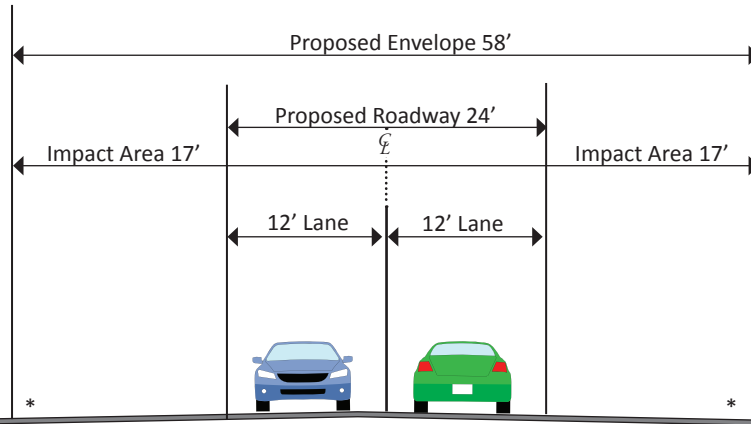 Proposed Envelope 58’
Proposed Roadway 24’
℄
Impact Area 17’
Impact Area 17’
12’ Lane
12’ Lane
*
*